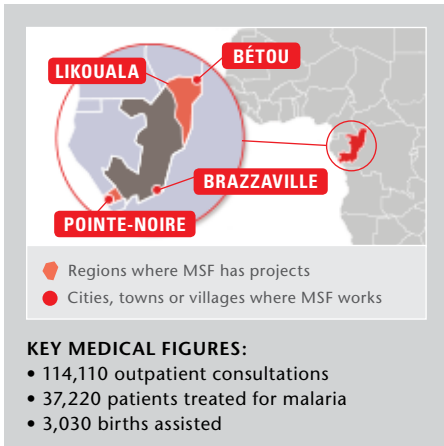 BÉTOU
LIKOUALA
BRAZZAVILLE
POINTE-NOIRE
Regions where MSF has projects
Cities, towns or villages where MSF works
KEY MEDICAL FIGURES:
• 114,110 outpatient consultations
• 37,220 patients treated for malaria
• 3,030 births assisted